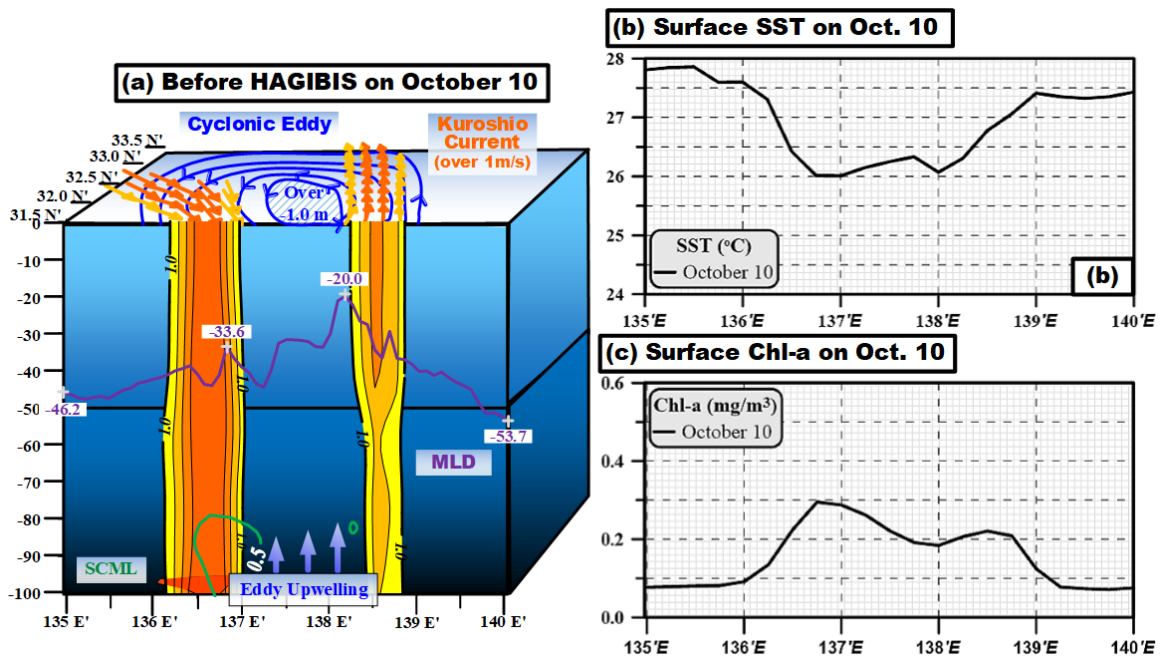 (a) Before HAGIBIS on October 10
Cyclonic Eddy
Kuroshio
Current
(over 1m/s)
33.5 N'
33.0 N'
32.5 N'
32.0 N'
31.5 N'
Over
-1.0 m
0
-10
-20
-30
-40
-50
-60
-70
-80
-90
-100
1.0
1.0
1.0
1.0
1.0
-20.0
-33.6
-46.2
-53.7
MLD
SCML
0.5
Eddy Upwelling
135 E'
136 E'
137 E'
138 E'
139 E'
140 E'
(b) Surface SST on Oct. 10
28
27
26
25
24
SST (°C)
October 10
(b)
135°E
136°E
137°E
138°E
139°E
140°E
(c) Surface Chl-a on Oct. 10
0.6
0.4
0.2
0.0
Chl-a (mg/m³)
October 10
135°E
136°E
137°E
138°E
139°E
140°E